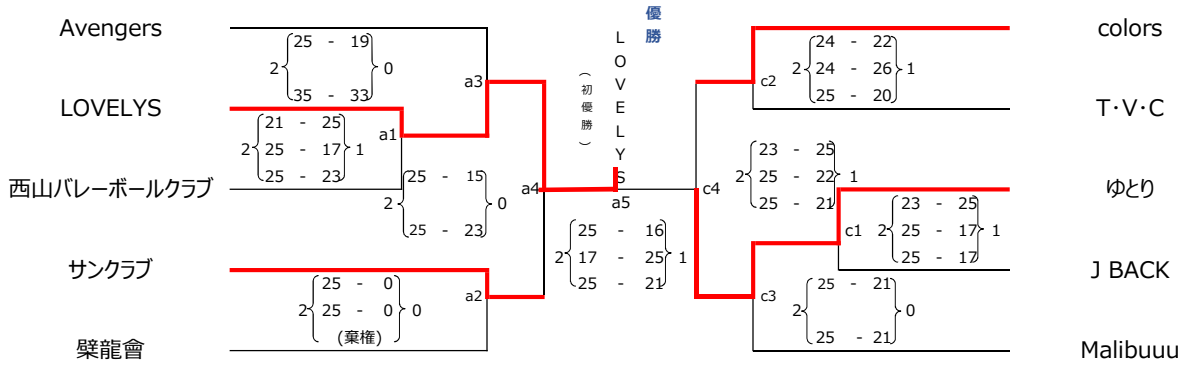 優勝
LOVELYS
(初優勝)
Avengers
LOVELYS
西山バレーボールクラブ
サンクラブ
襞龍會
colors
T・V・C
ゆとり
J BACK
Malibuuu
a3
25 - 19
2 0
35 - 33
a1
21 - 25
2 25 - 17 1
25 - 23
a4
25 - 15
2 0
25 - 23
a2
25 - 0
2 25 - 0 0
(棄権)
a5
25 - 16
2 17 - 25 1
25 - 21
c2
24 - 22
2 24 - 26 1
25 - 20
c4
23 - 25
2 25 - 22 1
25 - 21
c1
23 - 25
2 25 - 17 1
25 - 17
c3
25 - 21
2 0
25 - 21